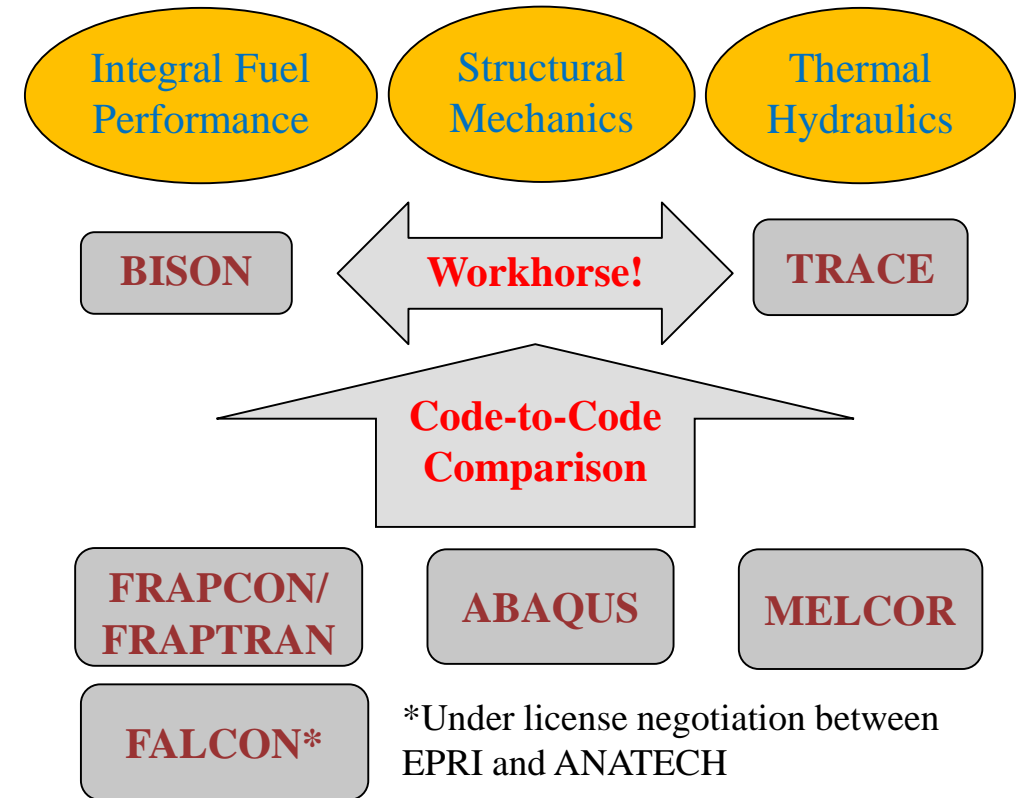 Integral Fuel
Performance
Structural
Mechanics
Thermal
Hydraulics
BISON
Workhorse!
TRACE
Code-to-Code
Comparison
FRAPCON/
FRAPTRAN
ABAQUS
MELCOR
FALCON*
*Under license negotiation between
EPRI and ANATECH